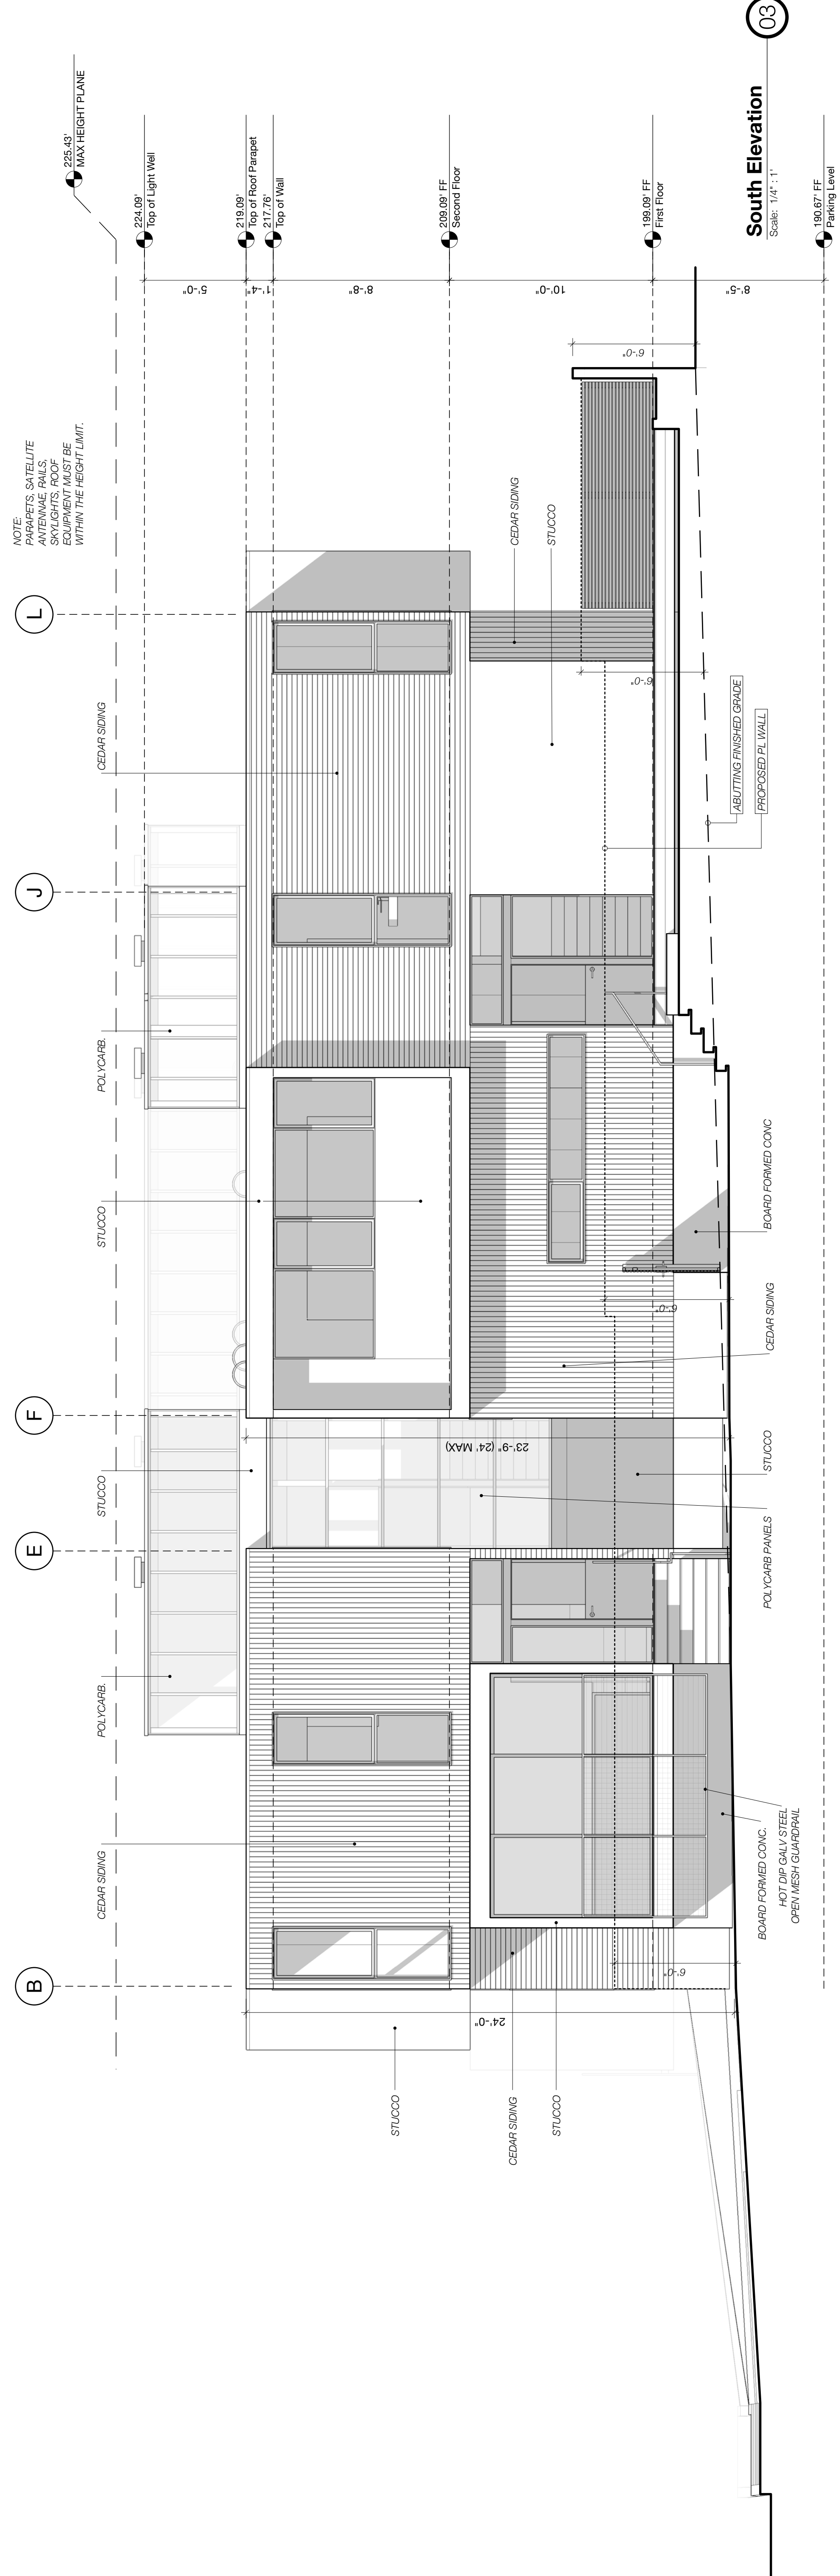 NOTE:
PARAPETS, SATELLITE
ANTENNAE, RAILS,
SKYLIGHTS, ROOF
EQUIPMENT MUST BE
WITHIN THE HEIGHT LIMIT.
225.43'
MAX HEIGHT PLANE
B
E
F
J
L
CEDAR SIDING
POLYCARB.
STUCCO
STUCCO
POLYCARB.
CEDAR SIDING
224.09'
Top of Light Well
5'-0"
219.09'
Top of Roof Parapet
1'-4"
217.76'
Top of Wall
8'-8"
209.09' FF
Second Floor
10'-0"
199.09' FF
First Floor
8'-5"
190.67' FF
Parking Level
STUCCO
CEDAR SIDING
STUCCO
24'-0"
23'-9" (24' MAX)
CEDAR SIDING
STUCCO
6'-0"
6'-0"
6'-0"
6'-0"
ABUTTING FINISHED GRADE
PROPOSED PL WALL
BOARD FORMED CONC.
HOT DIP GALV STEEL
OPEN MESH GUARDRAIL
POLYCARB PANELS
STUCCO
CEDAR SIDING
BOARD FORMED CONC
South Elevation
Scale: 1/4" : 1'
03